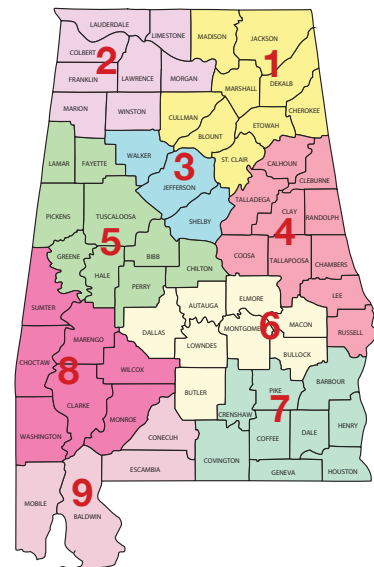 LAUDERDALE
LIMESTONE
MADISON
JACKSON
COLBERT
2
1
FRANKLIN
LAWRENCE
MORGAN
MARSHALL
DEKALB
MARION
WINSTON
CULLMAN
CHEROKEE
ETOWAH
BLOUNT
LAMAR
FAYETTE
WALKER
3
ST. CLAIR
CALHOUN
JEFFERSON
CLEBURNE
PICKENS
TUSCALOOSA
SHELBY
TALLADEGA
CLAY
RANDOLPH
5
4
GREENE
HALE
BIBB
CHILTON
COOSA
TALLAPOOSA
CHAMBERS
PERRY
SUMTER
AUTAUGA
ELMORE
LEE
DALLAS
MONTGOMERY
6
MACON
RUSSELL
MARENGO
LOWNDES
BULLOCK
CHOCTAW
8
WILCOX
BUTLER
PIKE
BARBOUR
CLARKE
MONROE
CRENSHAW
7
HENRY
WASHINGTON
CONECUH
COFFEE
DALE
COVINGTON
ESCAMBIA
GENEVA
HOUSTON
9
MOBILE
BALDWIN